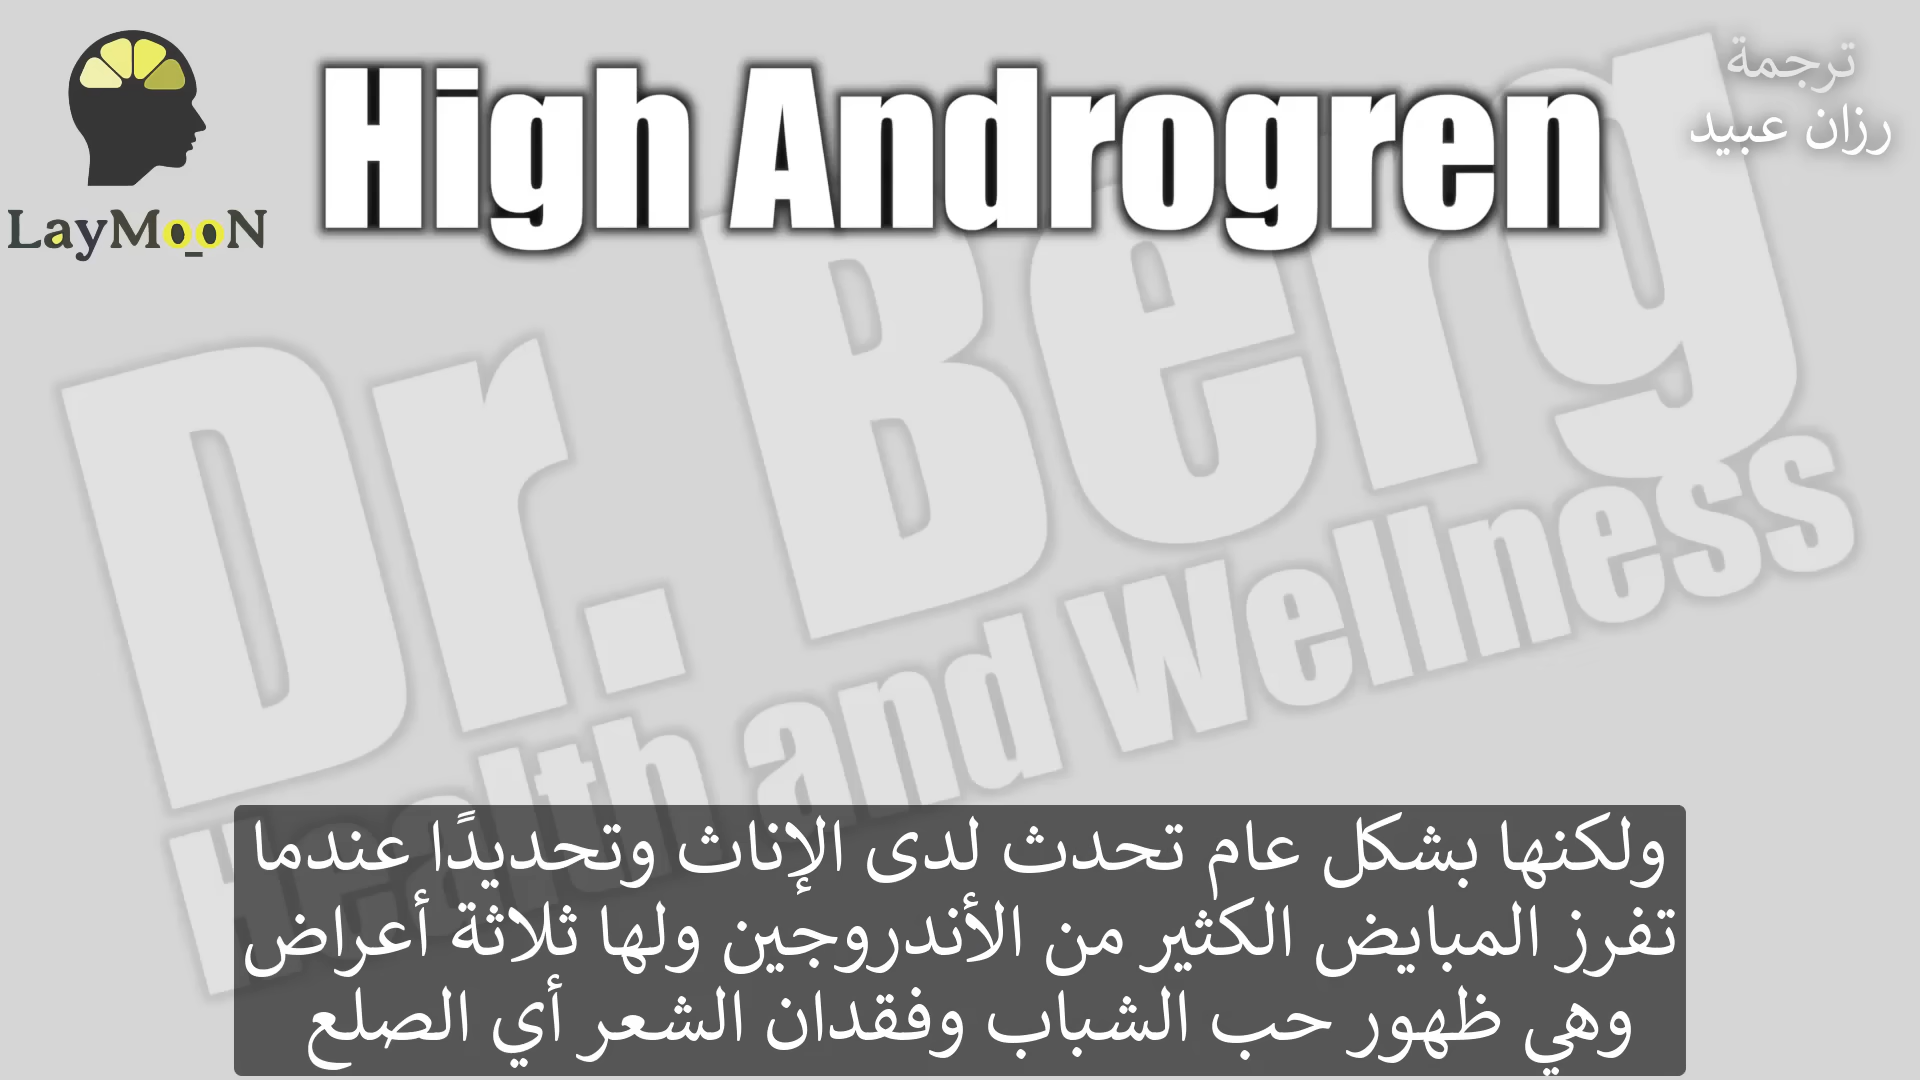 LayMooN
High Androgren
ترجمة
رزان عبيد
Dr. Berg
Health and Wellness
ولكنها بشكل عام تحدث لدى الإناث وتحديدًا عندما
تفرز المبايض الكثير من الأندروجين ولها ثلاثة أعراض
وهي ظهور حب الشباب وفقدان الشعر أي الصلع